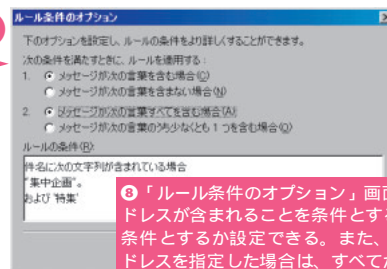 ルール条件のオプション
下のオプションを設定し、ルールの条件をより詳しくすることができます。
次の条件を満たすときに、ルールを適用する:
1. メッセージが次の言葉を含む場合(C)
メッセージが次の言葉を含まない場合(N)
2. メッセージが次の言葉すべてを含む場合(A)
メッセージが次の言葉のうち少なくとも 1 つを含む場合(O)
ルールの条件(R):
件名に次の文字列が含まれている場合
"集中企画"。
および '特集'
❽「ルール条件のオプション」画面
ドレスが含まれることを条件とする
条件とするか設定できる。また、
ドレスを指定した場合は、すべてが